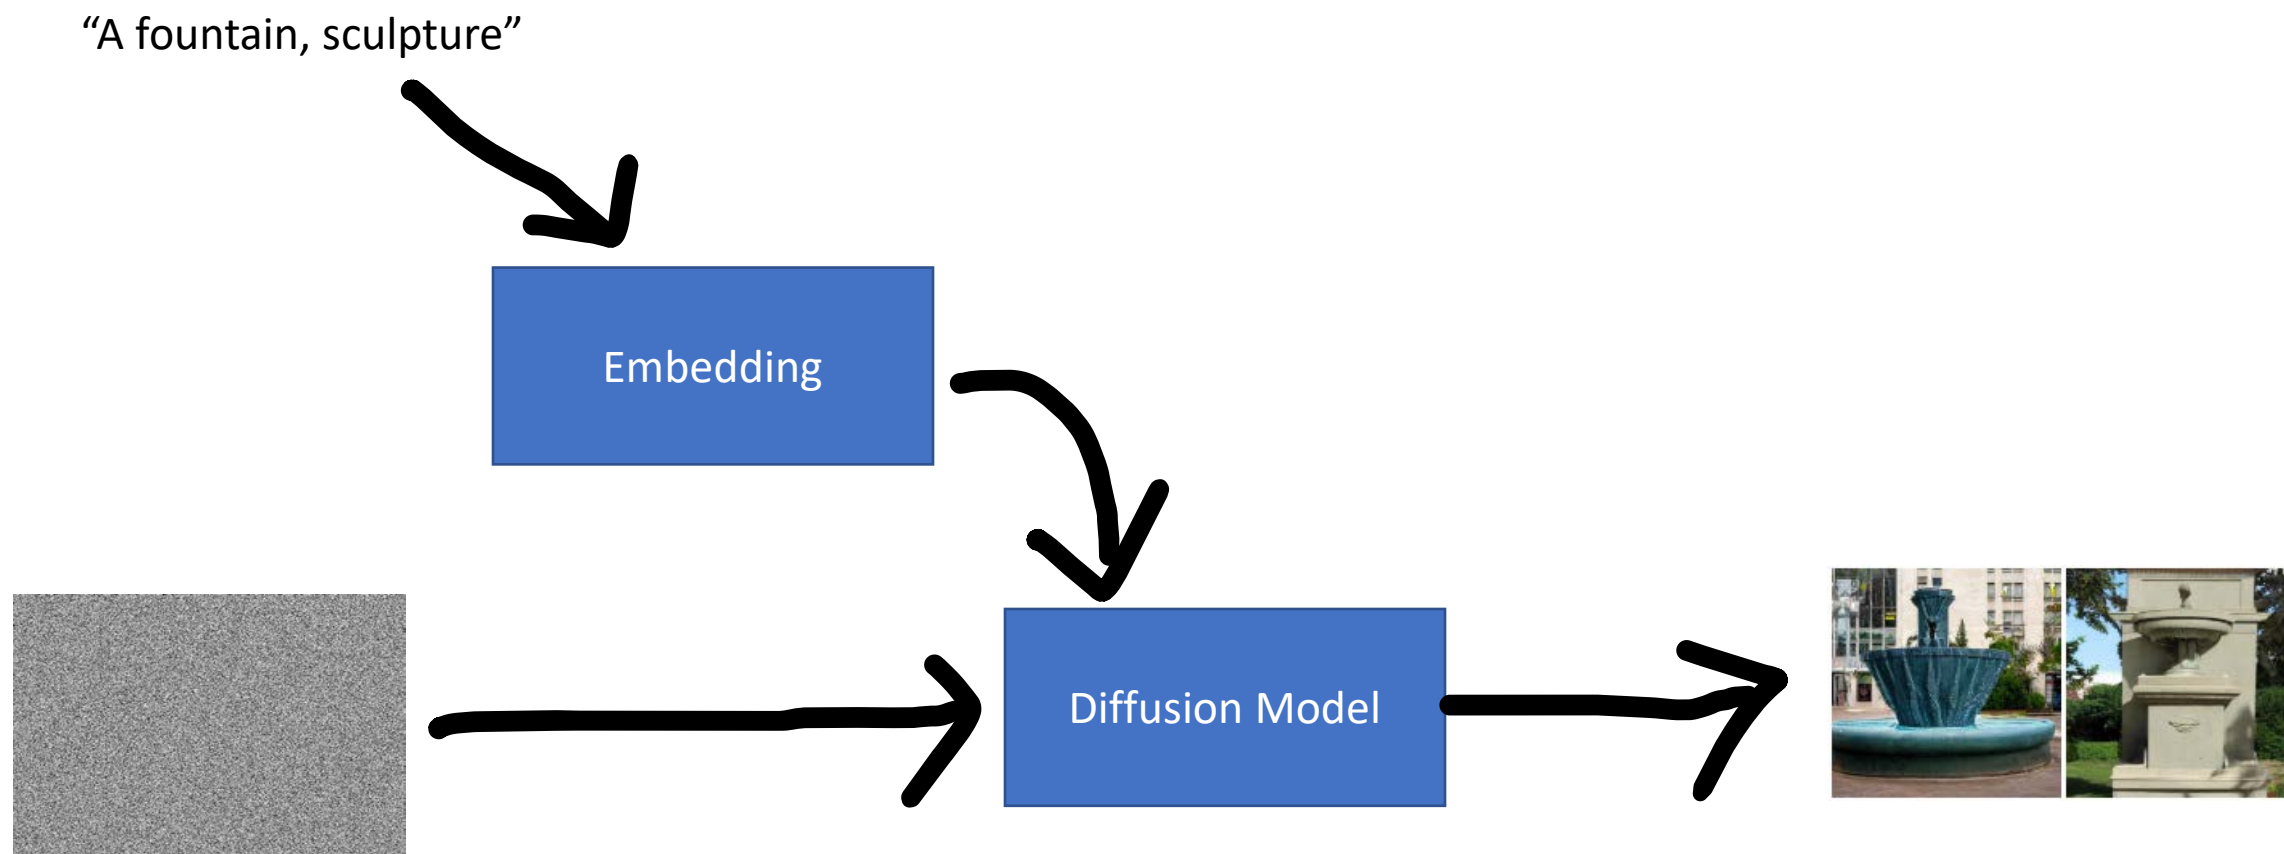 “A fountain, sculpture”
Embedding
Diffusion Model